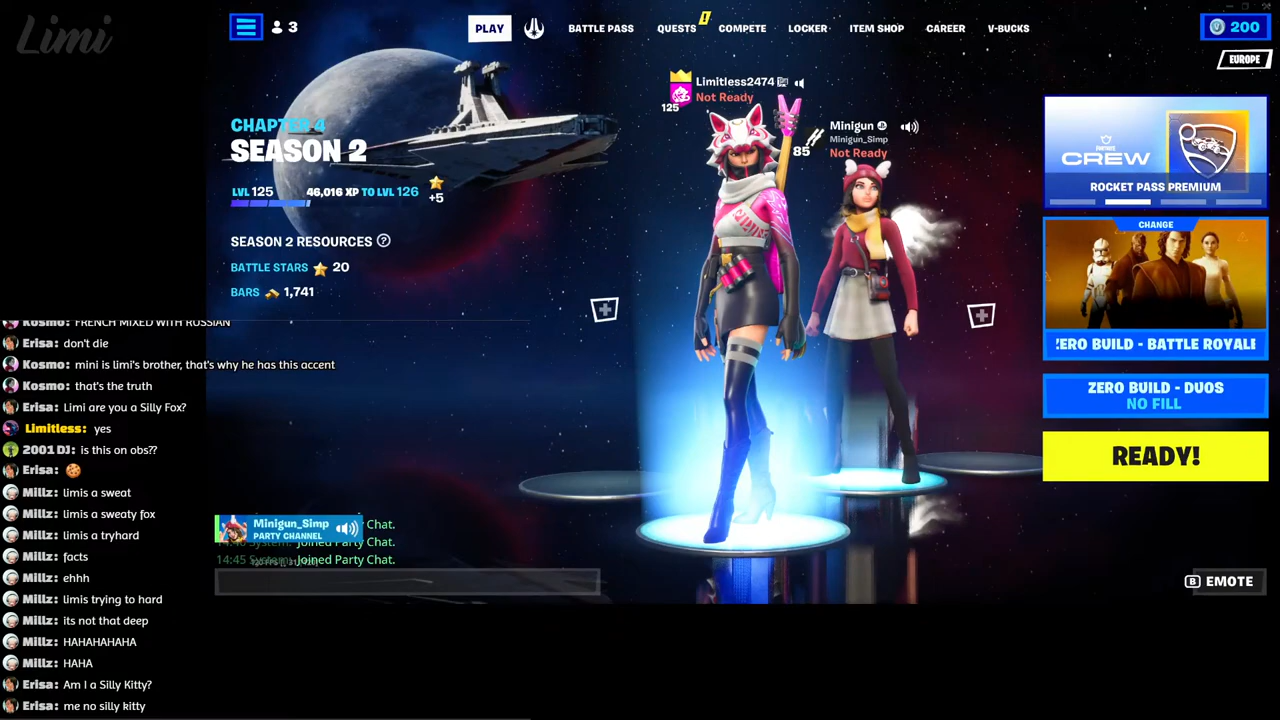 Limi
3
PLAY
BATTLE PASS
QUESTS
COMPETE
LOCKER
ITEM SHOP
CAREER
V-BUCKS
200
EUROPE
CHAPTER 4
SEASON 2
LVL 125
46,016 XP TO LVL 126
+5
SEASON 2 RESOURCES
BATTLE STARS 20
BARS 1,741
Limitless2474
Not Ready
125
Minigun
Minigun_Simp
Not Ready
85
CREW
ROCKET PASS PREMIUM
CHANGE
ZERO BUILD - BATTLE ROYALE
ZERO BUILD - DUOS
NO FILL
READY!
B EMOTE
Kosmo: FRENCH MIXED WITH RUSSIAN
Erisa: don't die
Kosmo: mini is limi's brother, that's why he has this accent
Kosmo: that's the truth
Erisa: Limi are you a Silly Fox?
Limitless: yes
2001 DJ: is this on obs??
Erisa: 🍪
Millz: limis a sweat
Millz: limis a sweaty fox
Millz: limis a tryhard
Millz: facts
Millz: ehhh
Millz: limis trying to hard
Millz: its not that deep
Millz: HAHAHAHAHA
Millz: HAHA
Erisa: Am I a Silly Kitty?
Erisa: me no silly kitty
Minigun_Simp
PARTY CHANNEL
Chat.
Joined Party Chat.
14:45 System: Joined Party Chat.